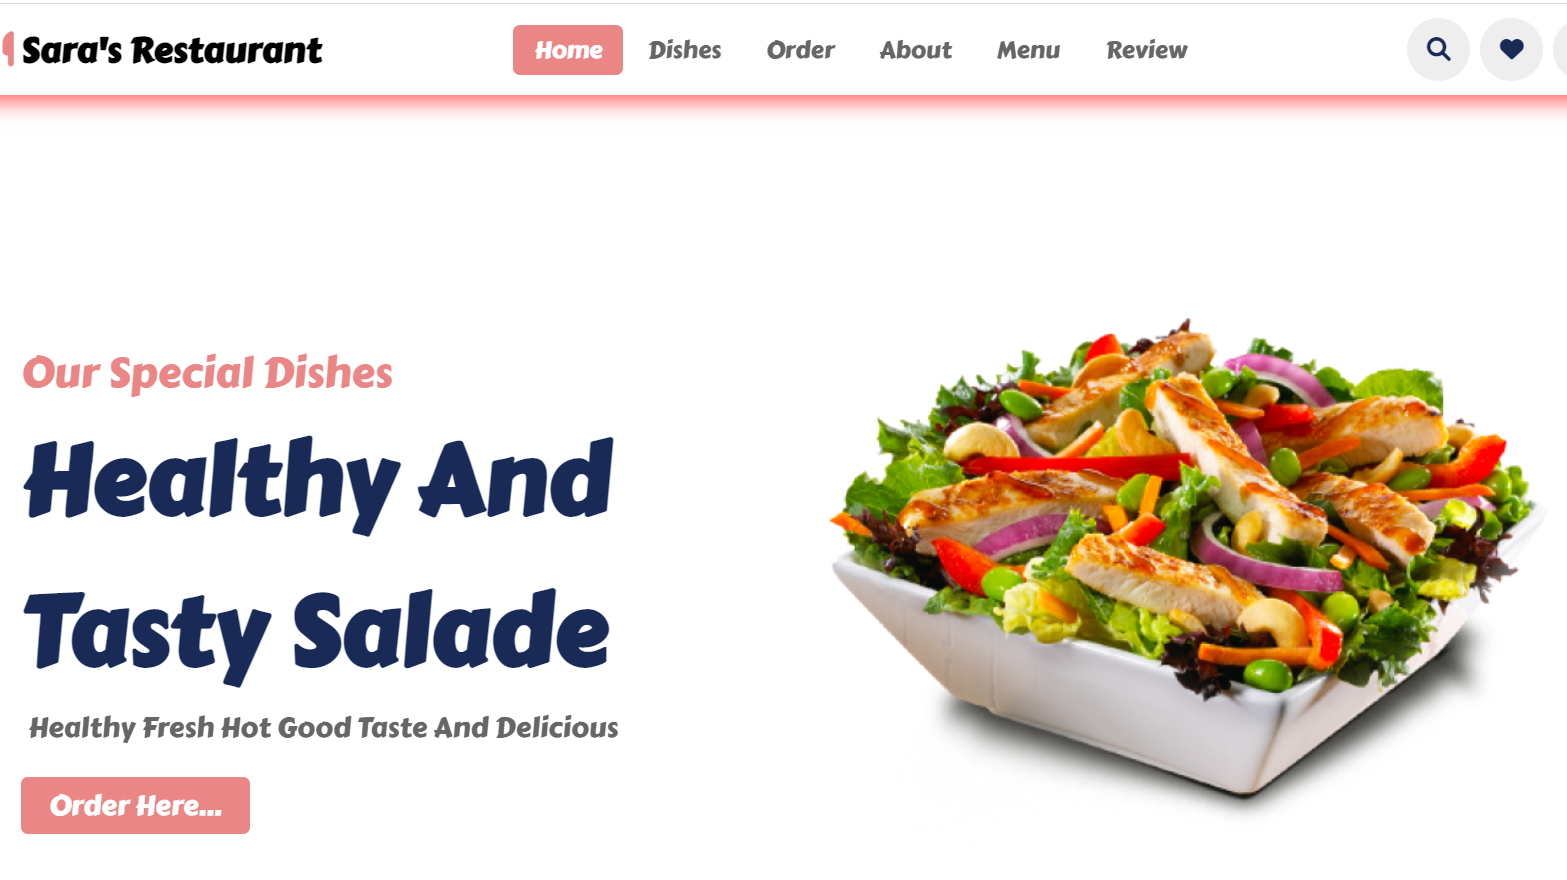 Sara's Restaurant
Home Dishes Order About Menu Review
Our Special Dishes
Healthy And
Tasty Salade
Healthy Fresh Hot Good Taste And Delicious
Order Here...